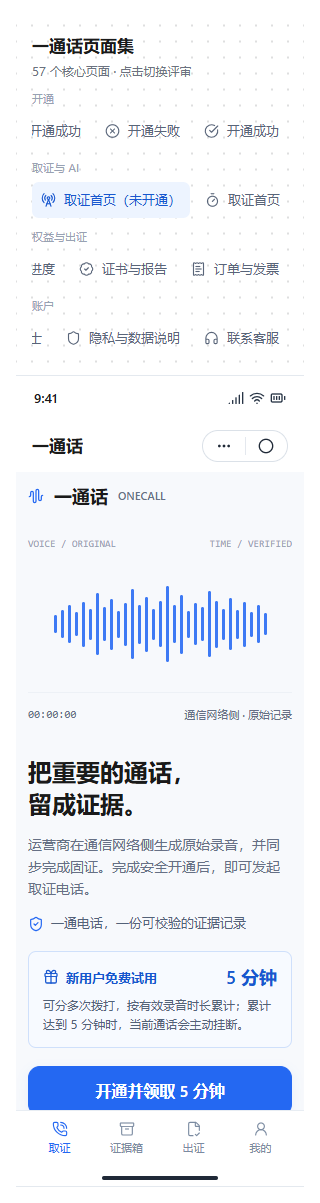 一通话页面集
57 个核心页面 · 点击切换评审
开通
开通成功 开通失败 开通成功
取证与 AI
取证首页（未开通） 取证首页
权益与出证
进度 证书与报告 订单与发票
账户
士 隐私与数据说明 联系客服
9:41
一通话
一通话 ONECALL
VOICE / ORIGINAL TIME / VERIFIED
00:00:00 通信网络侧 · 原始记录
把重要的通话，
留成证据。
运营商在通信网络侧生成原始录音，并同
步完成固证。完成安全开通后，即可发起
取证电话。
一通电话，一份可校验的证据记录
新用户免费试用 5 分钟
可分多次拨打，按有效录音时长累计；累计
达到 5 分钟时，当前通话会主动挂断。
开通并领取 5 分钟
取证 证据箱 出证 我的